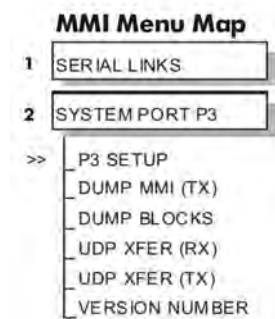 MMI Menu Map
1 SERIAL LINKS
2 SYSTEM PORT P3
>> P3 SETUP
DUMP MMI (TX)
DUMP BLOCKS
UDP XFER (RX)
UDP XFER (TX)
VERSION NUMBER